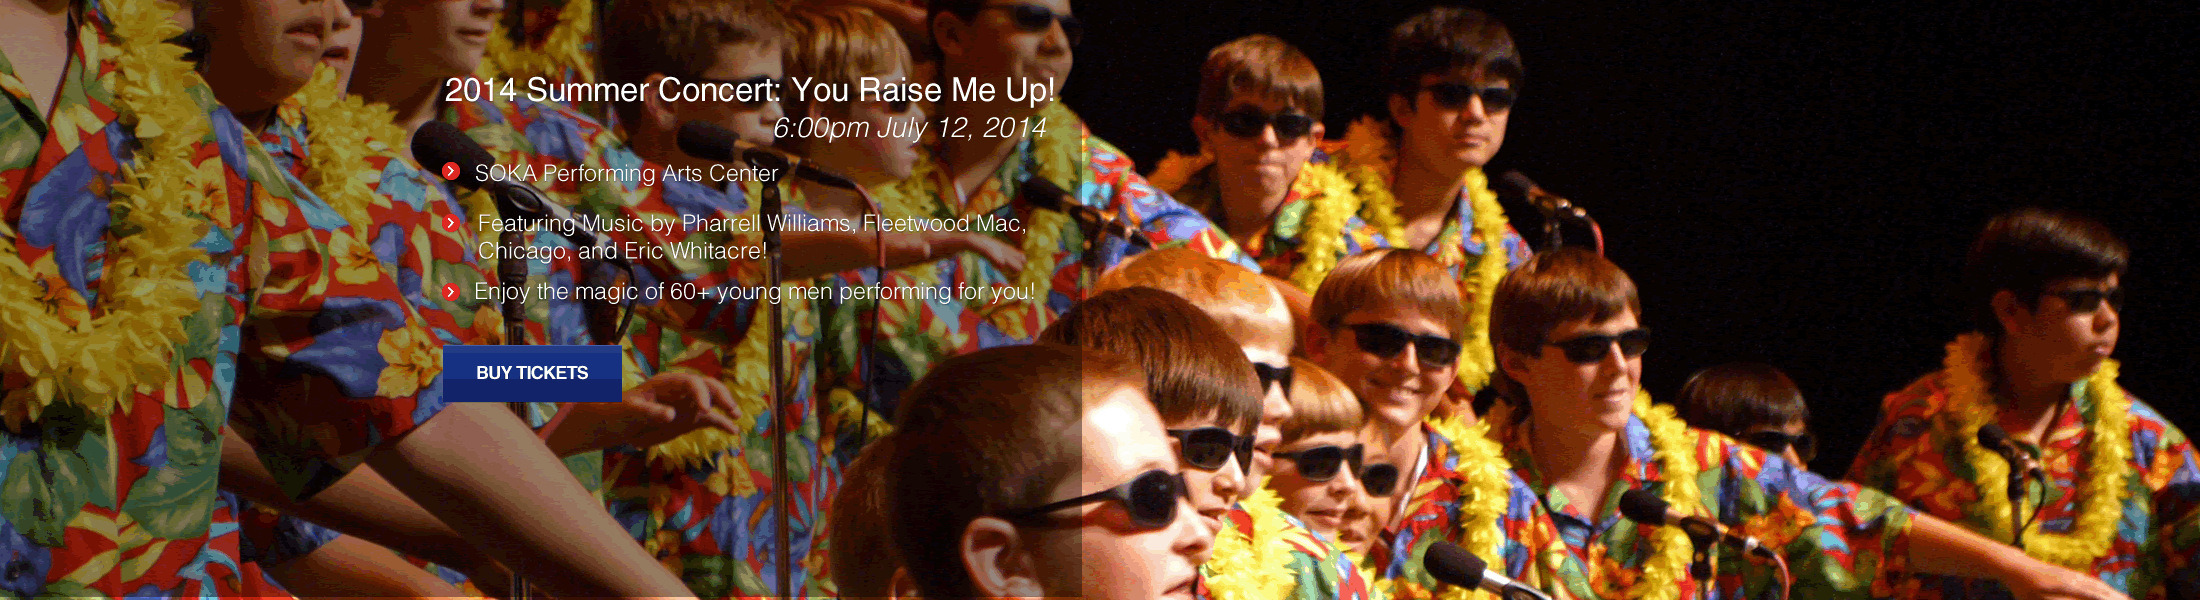 2014 Summer Concert: You Raise Me Up!
6:00pm July 12, 2014
SOKA Performing Arts Center
Featuring Music by Pharrell Williams, Fleetwood Mac,
Chicago, and Eric Whitacre!
Enjoy the magic of 60+ young men performing for you!
BUY TICKETS